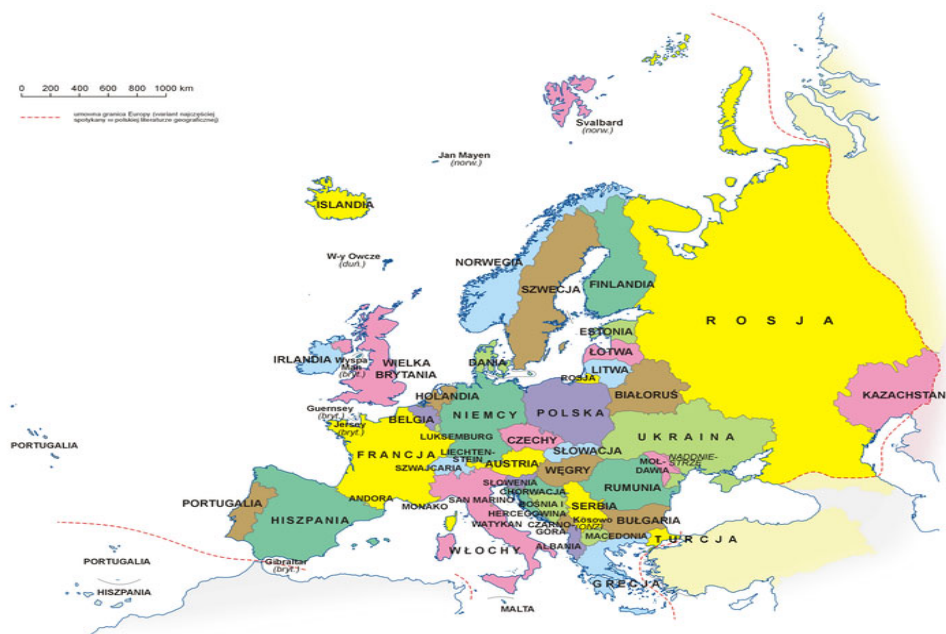 0 200 400 600 800 1000 km
umowna granica Europy (wariant najczęściej
spotykany w polskiej literaturze geograficznej)
Svalbard
(norw.)
Jan Mayen
(norw.)
ISLANDIA
W-y Owcze
(duń.)
NORWEGIA
SZWECJA
FINLANDIA
ROSJA
ESTONIA
ŁOTWA
LITWA
ROSJA
BIAŁORUŚ
KAZACHSTAN
IRLANDIA
Wyspa
Man
(bryt.)
WIELKA
BRYTANIA
DANIA
HOLANDIA
Guernsey
(bryt.)
Jersey
(bryt.)
BELGIA
NIEMCY
POLSKA
UKRAINA
LUKSEMBURG
CZECHY
SŁOWACJA
NADDNIE-
STRZE
MOŁ-
DAWIA
FRANCJA
LIECHTEN-
STEIN
SZWAJCARIA
AUSTRIA
WĘGRY
RUMUNIA
PORTUGALIA
PORTUGALIA
HISZPANIA
ANDORA
MONAKO
SAN MARINO
SŁOWENIA
CHORWACJA
BOŚNIA I
HERCEGOWINA
SERBIA
Kosowo
(ONZ)
BUŁGARIA
WATYKAN
CZARNO-
GÓRA
MACEDONIA
TURCJA
WŁOCHY
ALBANIA
GRECJA
Gibraltar
(bryt.)
PORTUGALIA
HISZPANIA
MALTA